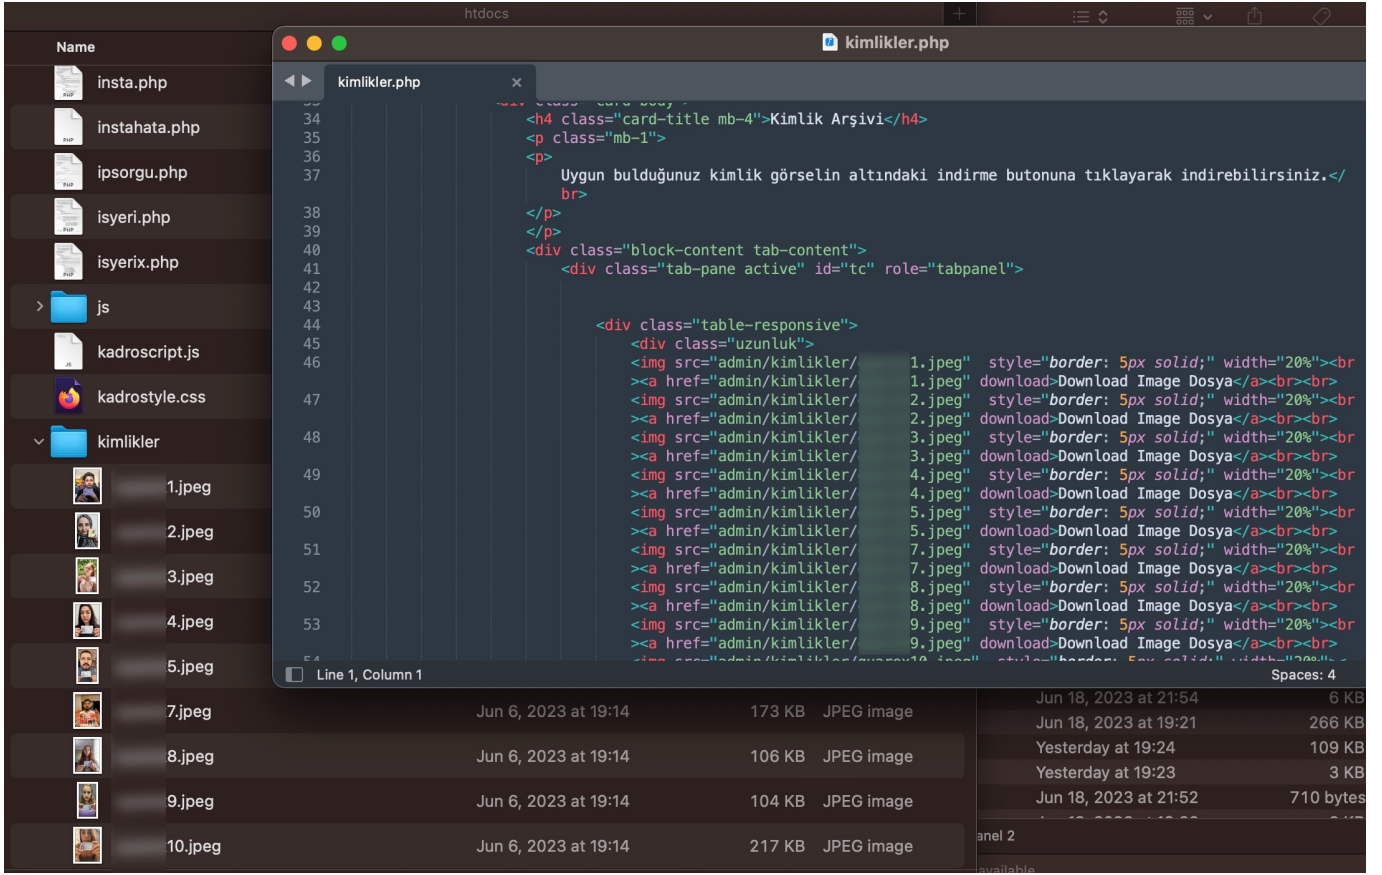 htdocs
Name
insta.php
instahata.php
ipsorgu.php
isyeri.php
isyerix.php
js
kadroscript.js
kadrostyle.css
kimlikler
1.jpeg
2.jpeg
3.jpeg
4.jpeg
5.jpeg
7.jpeg Jun 6, 2023 at 19:14 173 KB JPEG image
8.jpeg Jun 6, 2023 at 19:14 106 KB JPEG image
9.jpeg Jun 6, 2023 at 19:14 104 KB JPEG image
10.jpeg Jun 6, 2023 at 19:14 217 KB JPEG image
kimlikler.php
kimlikler.php ×
34 <h4 class="card-title mb-4">Kimlik Arşivi</h4>
35 <p class="mb-1">
36 <p>
37 Uygun bulduğunuz kimlik görselin altındaki indirme butonuna tıklayarak indirebilirsiniz.</
br>
38 </p>
39 </p>
40 <div class="block-content tab-content">
41 <div class="tab-pane active" id="tc" role="tabpanel">
42
43
44 <div class="table-responsive">
45 <div class="uzunluk">
46 <img src="admin/kimlikler/ 1.jpeg" style="border: 5px solid;" width="20%"><br
><a href="admin/kimlikler/ 1.jpeg" download>Download Image Dosya</a><br><br>
47 <img src="admin/kimlikler/ 2.jpeg" style="border: 5px solid;" width="20%"><br
><a href="admin/kimlikler/ 2.jpeg" download>Download Image Dosya</a><br><br>
48 <img src="admin/kimlikler/ 3.jpeg" style="border: 5px solid;" width="20%"><br
><a href="admin/kimlikler/ 3.jpeg" download>Download Image Dosya</a><br><br>
49 <img src="admin/kimlikler/ 4.jpeg" style="border: 5px solid;" width="20%"><br
><a href="admin/kimlikler/ 4.jpeg" download>Download Image Dosya</a><br><br>
50 <img src="admin/kimlikler/ 5.jpeg" style="border: 5px solid;" width="20%"><br
><a href="admin/kimlikler/ 5.jpeg" download>Download Image Dosya</a><br><br>
51 <img src="admin/kimlikler/ 7.jpeg" style="border: 5px solid;" width="20%"><br
><a href="admin/kimlikler/ 7.jpeg" download>Download Image Dosya</a><br><br>
52 <img src="admin/kimlikler/ 8.jpeg" style="border: 5px solid;" width="20%"><br
><a href="admin/kimlikler/ 8.jpeg" download>Download Image Dosya</a><br><br>
53 <img src="admin/kimlikler/ 9.jpeg" style="border: 5px solid;" width="20%"><br
><a href="admin/kimlikler/ 9.jpeg" download>Download Image Dosya</a><br><br>
Line 1, Column 1 Spaces: 4
Jun 18, 2023 at 21:54 6 KB
Jun 18, 2023 at 19:21 266 KB
Yesterday at 19:24 109 KB
Yesterday at 19:23 3 KB
Jun 18, 2023 at 21:52 710 bytes
anel 2
available